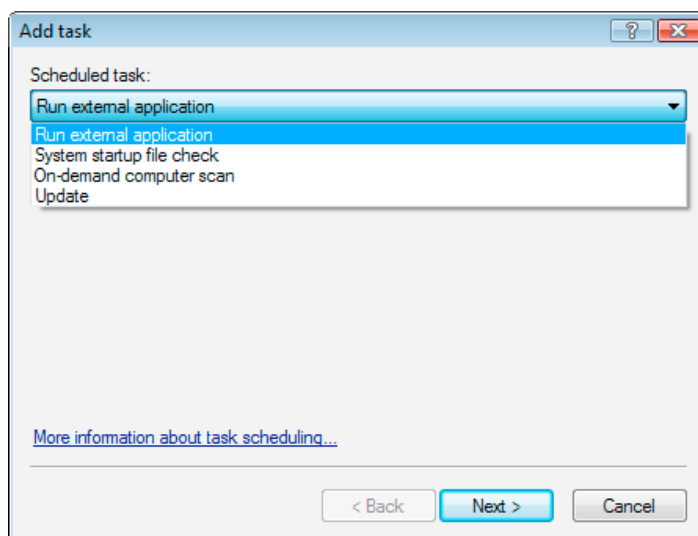 Add task
Scheduled task:
Run external application
Run external application
System startup file check
On-demand computer scan
Update
More information about task scheduling...
< Back Next > Cancel